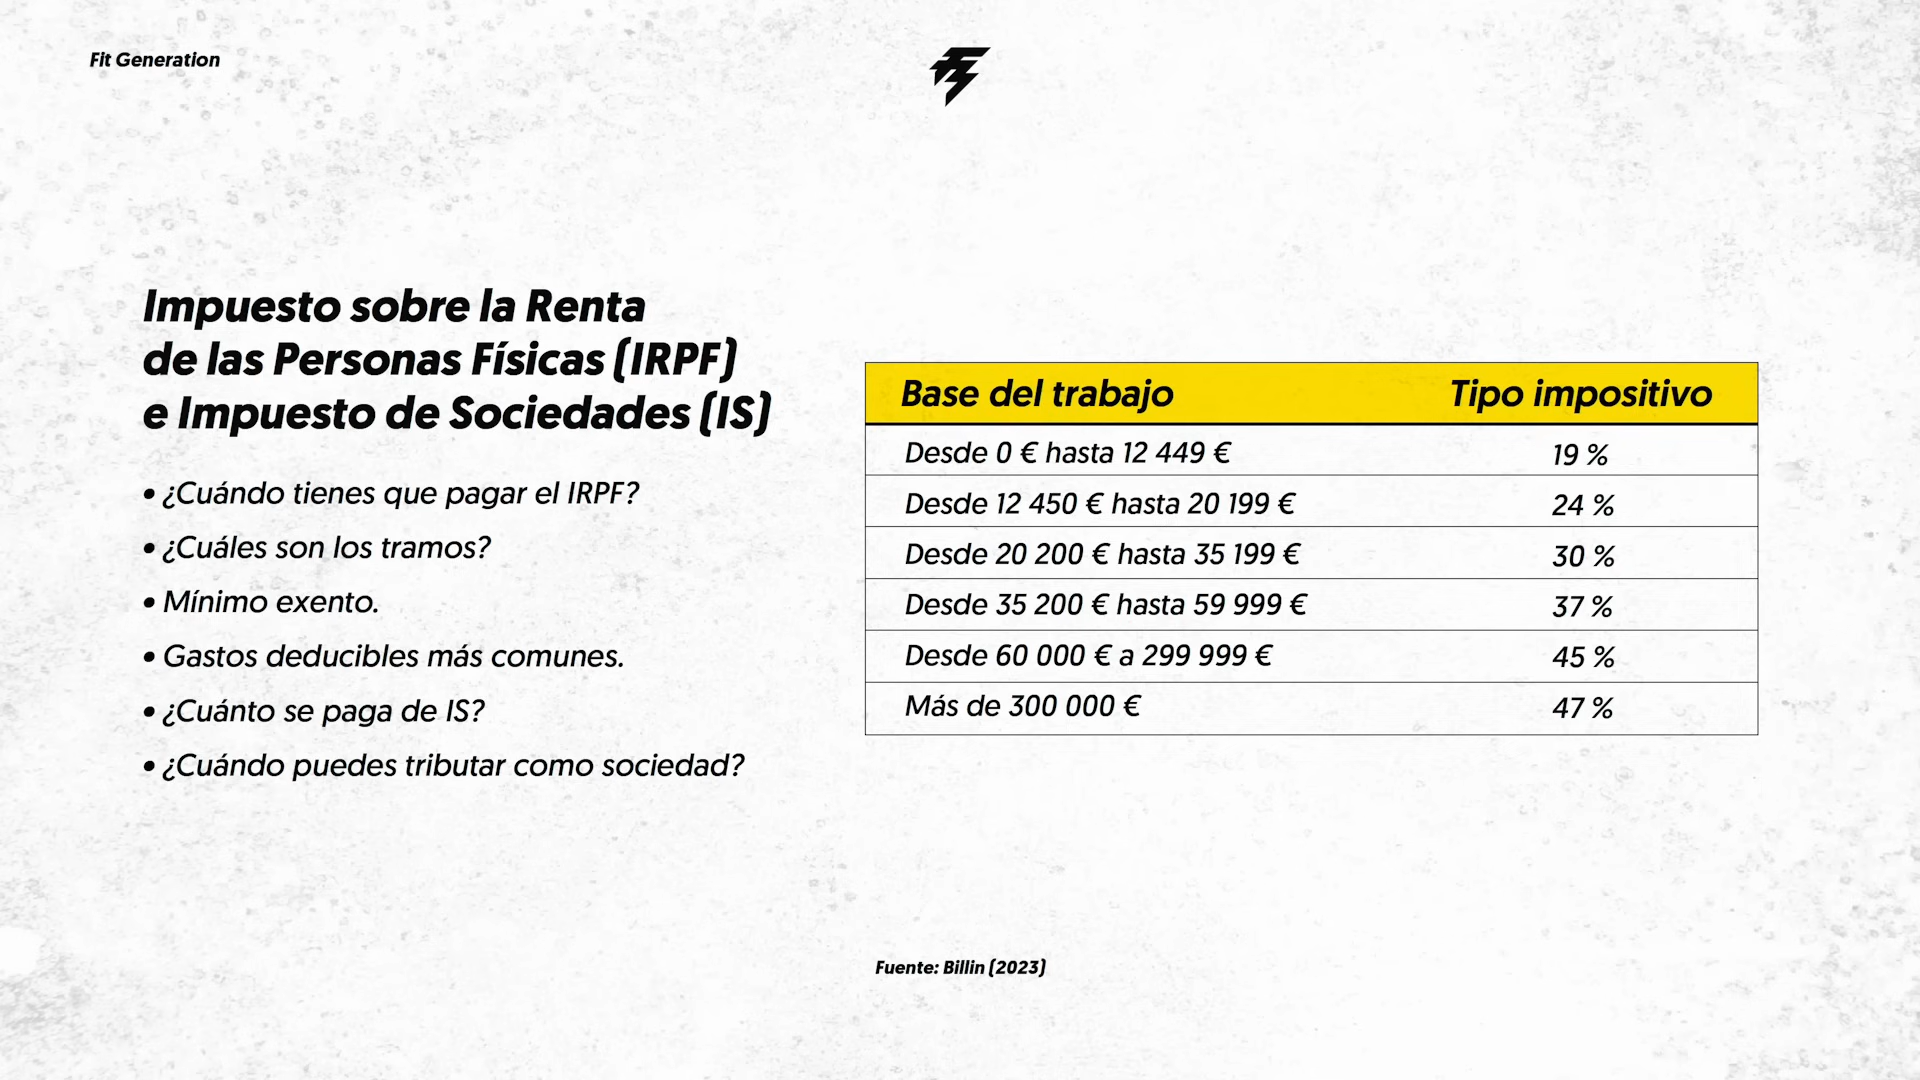 Fit Generation
Impuesto sobre la Renta
de las Personas Físicas (IRPF)
e Impuesto de Sociedades (IS)
• ¿Cuándo tienes que pagar el IRPF?
• ¿Cuáles son los tramos?
• Mínimo exento.
• Gastos deducibles más comunes.
• ¿Cuánto se paga de IS?
• ¿Cuándo puedes tributar como sociedad?
Base del trabajo Tipo impositivo
Desde 0 € hasta 12 449 € 19 %
Desde 12 450 € hasta 20 199 € 24 %
Desde 20 200 € hasta 35 199 € 30 %
Desde 35 200 € hasta 59 999 € 37 %
Desde 60 000 € a 299 999 € 45 %
Más de 300 000 € 47 %
Fuente: Billin (2023)